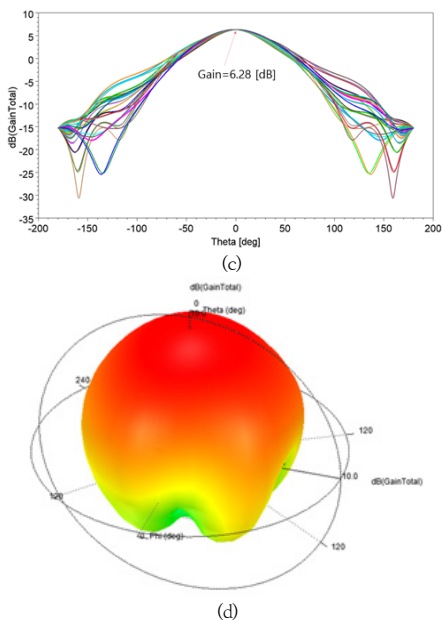 10
5
0
-5
-10
-15
-20
-25
-30
-35
dB(GainTotal)
Gain=6.28 [dB]
-200 -150 -100 -50 0 50 100 150 200
Theta [deg]
(c)
dB(GainTotal)
0
Theta (deg)
240
120
10.0
dB(GainTotal)
120
Phi (deg)
120
(d)